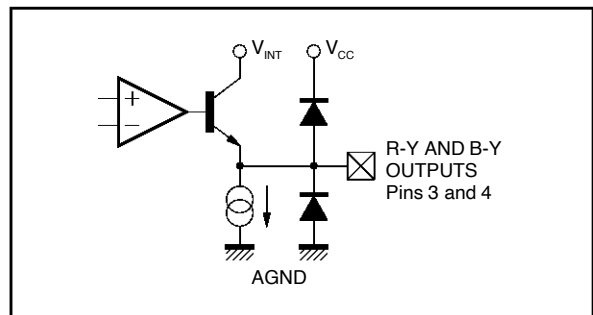 V_INT V_CC
+
−
R-Y AND B-Y
OUTPUTS
Pins 3 and 4
AGND